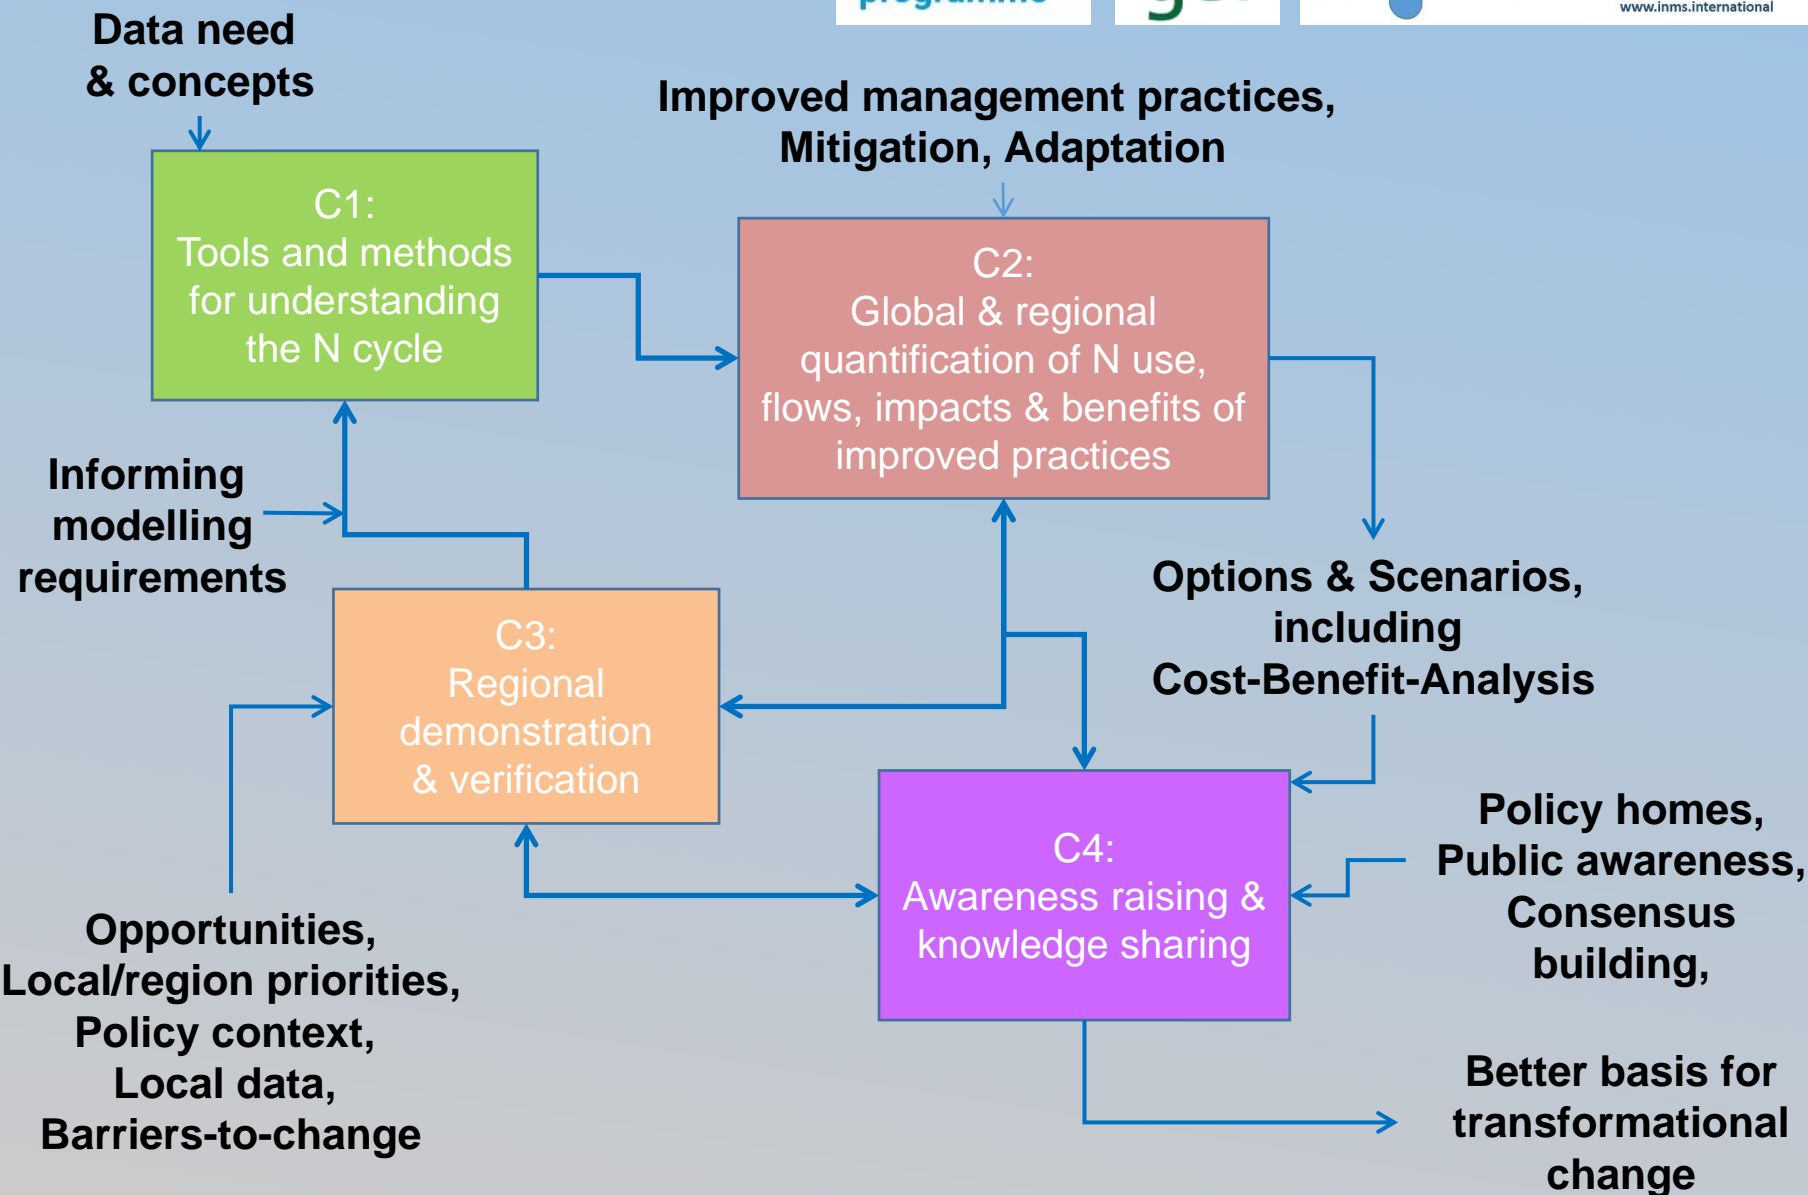 programme
www.inms.international
Data need
& concepts
Improved management practices,
Mitigation, Adaptation
C1:
Tools and methods
for understanding
the N cycle
C2:
Global & regional
quantification of N use,
flows, impacts & benefits of
improved practices
Informing
modelling
requirements
Options & Scenarios,
including
Cost-Benefit-Analysis
C3:
Regional
demonstration
& verification
C4:
Awareness raising &
knowledge sharing
Policy homes,
Public awareness,
Consensus
building,
Opportunities,
Local/region priorities,
Policy context,
Local data,
Barriers-to-change
Better basis for
transformational
change